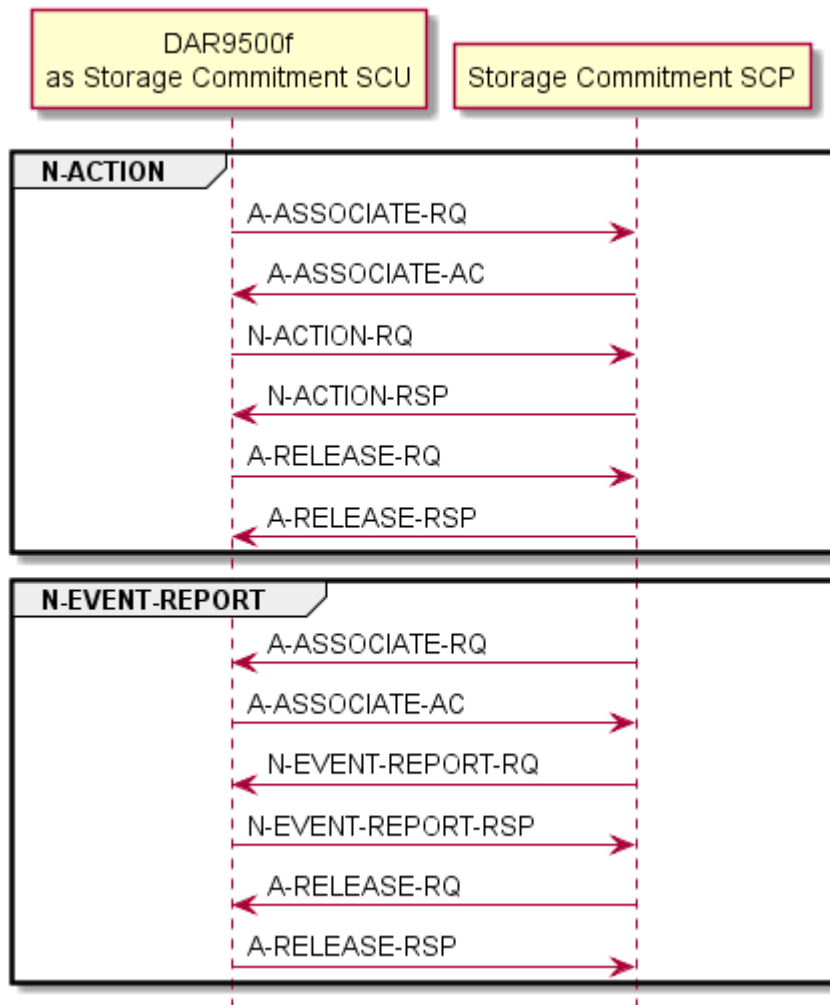 DAR9500f
as Storage Commitment SCU
Storage Commitment SCP
N-ACTION
A-ASSOCIATE-RQ
A-ASSOCIATE-AC
N-ACTION-RQ
N-ACTION-RSP
A-RELEASE-RQ
A-RELEASE-RSP
N-EVENT-REPORT
A-ASSOCIATE-RQ
A-ASSOCIATE-AC
N-EVENT-REPORT-RQ
N-EVENT-REPORT-RSP
A-RELEASE-RQ
A-RELEASE-RSP